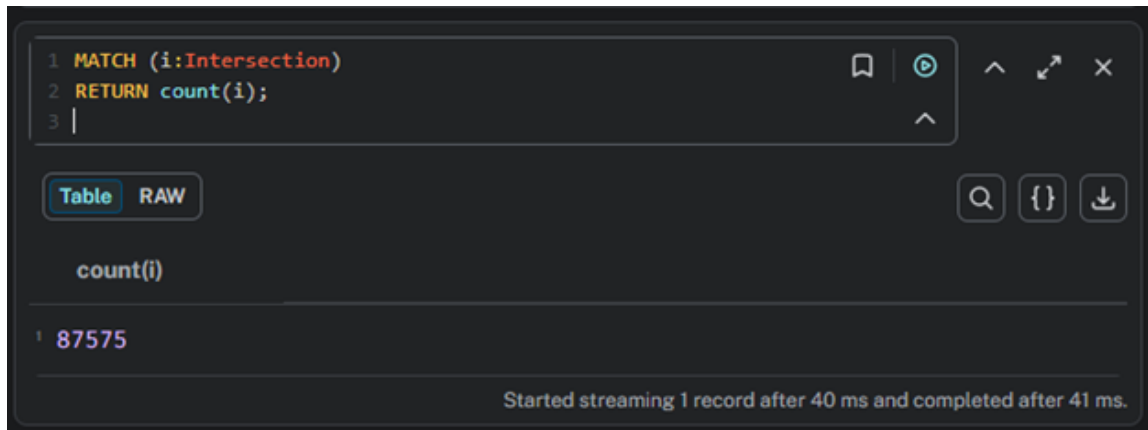 1 MATCH (i:Intersection)
2 RETURN count(i);
3
Table RAW
{}
count(i)
1 87575
Started streaming 1 record after 40 ms and completed after 41 ms.